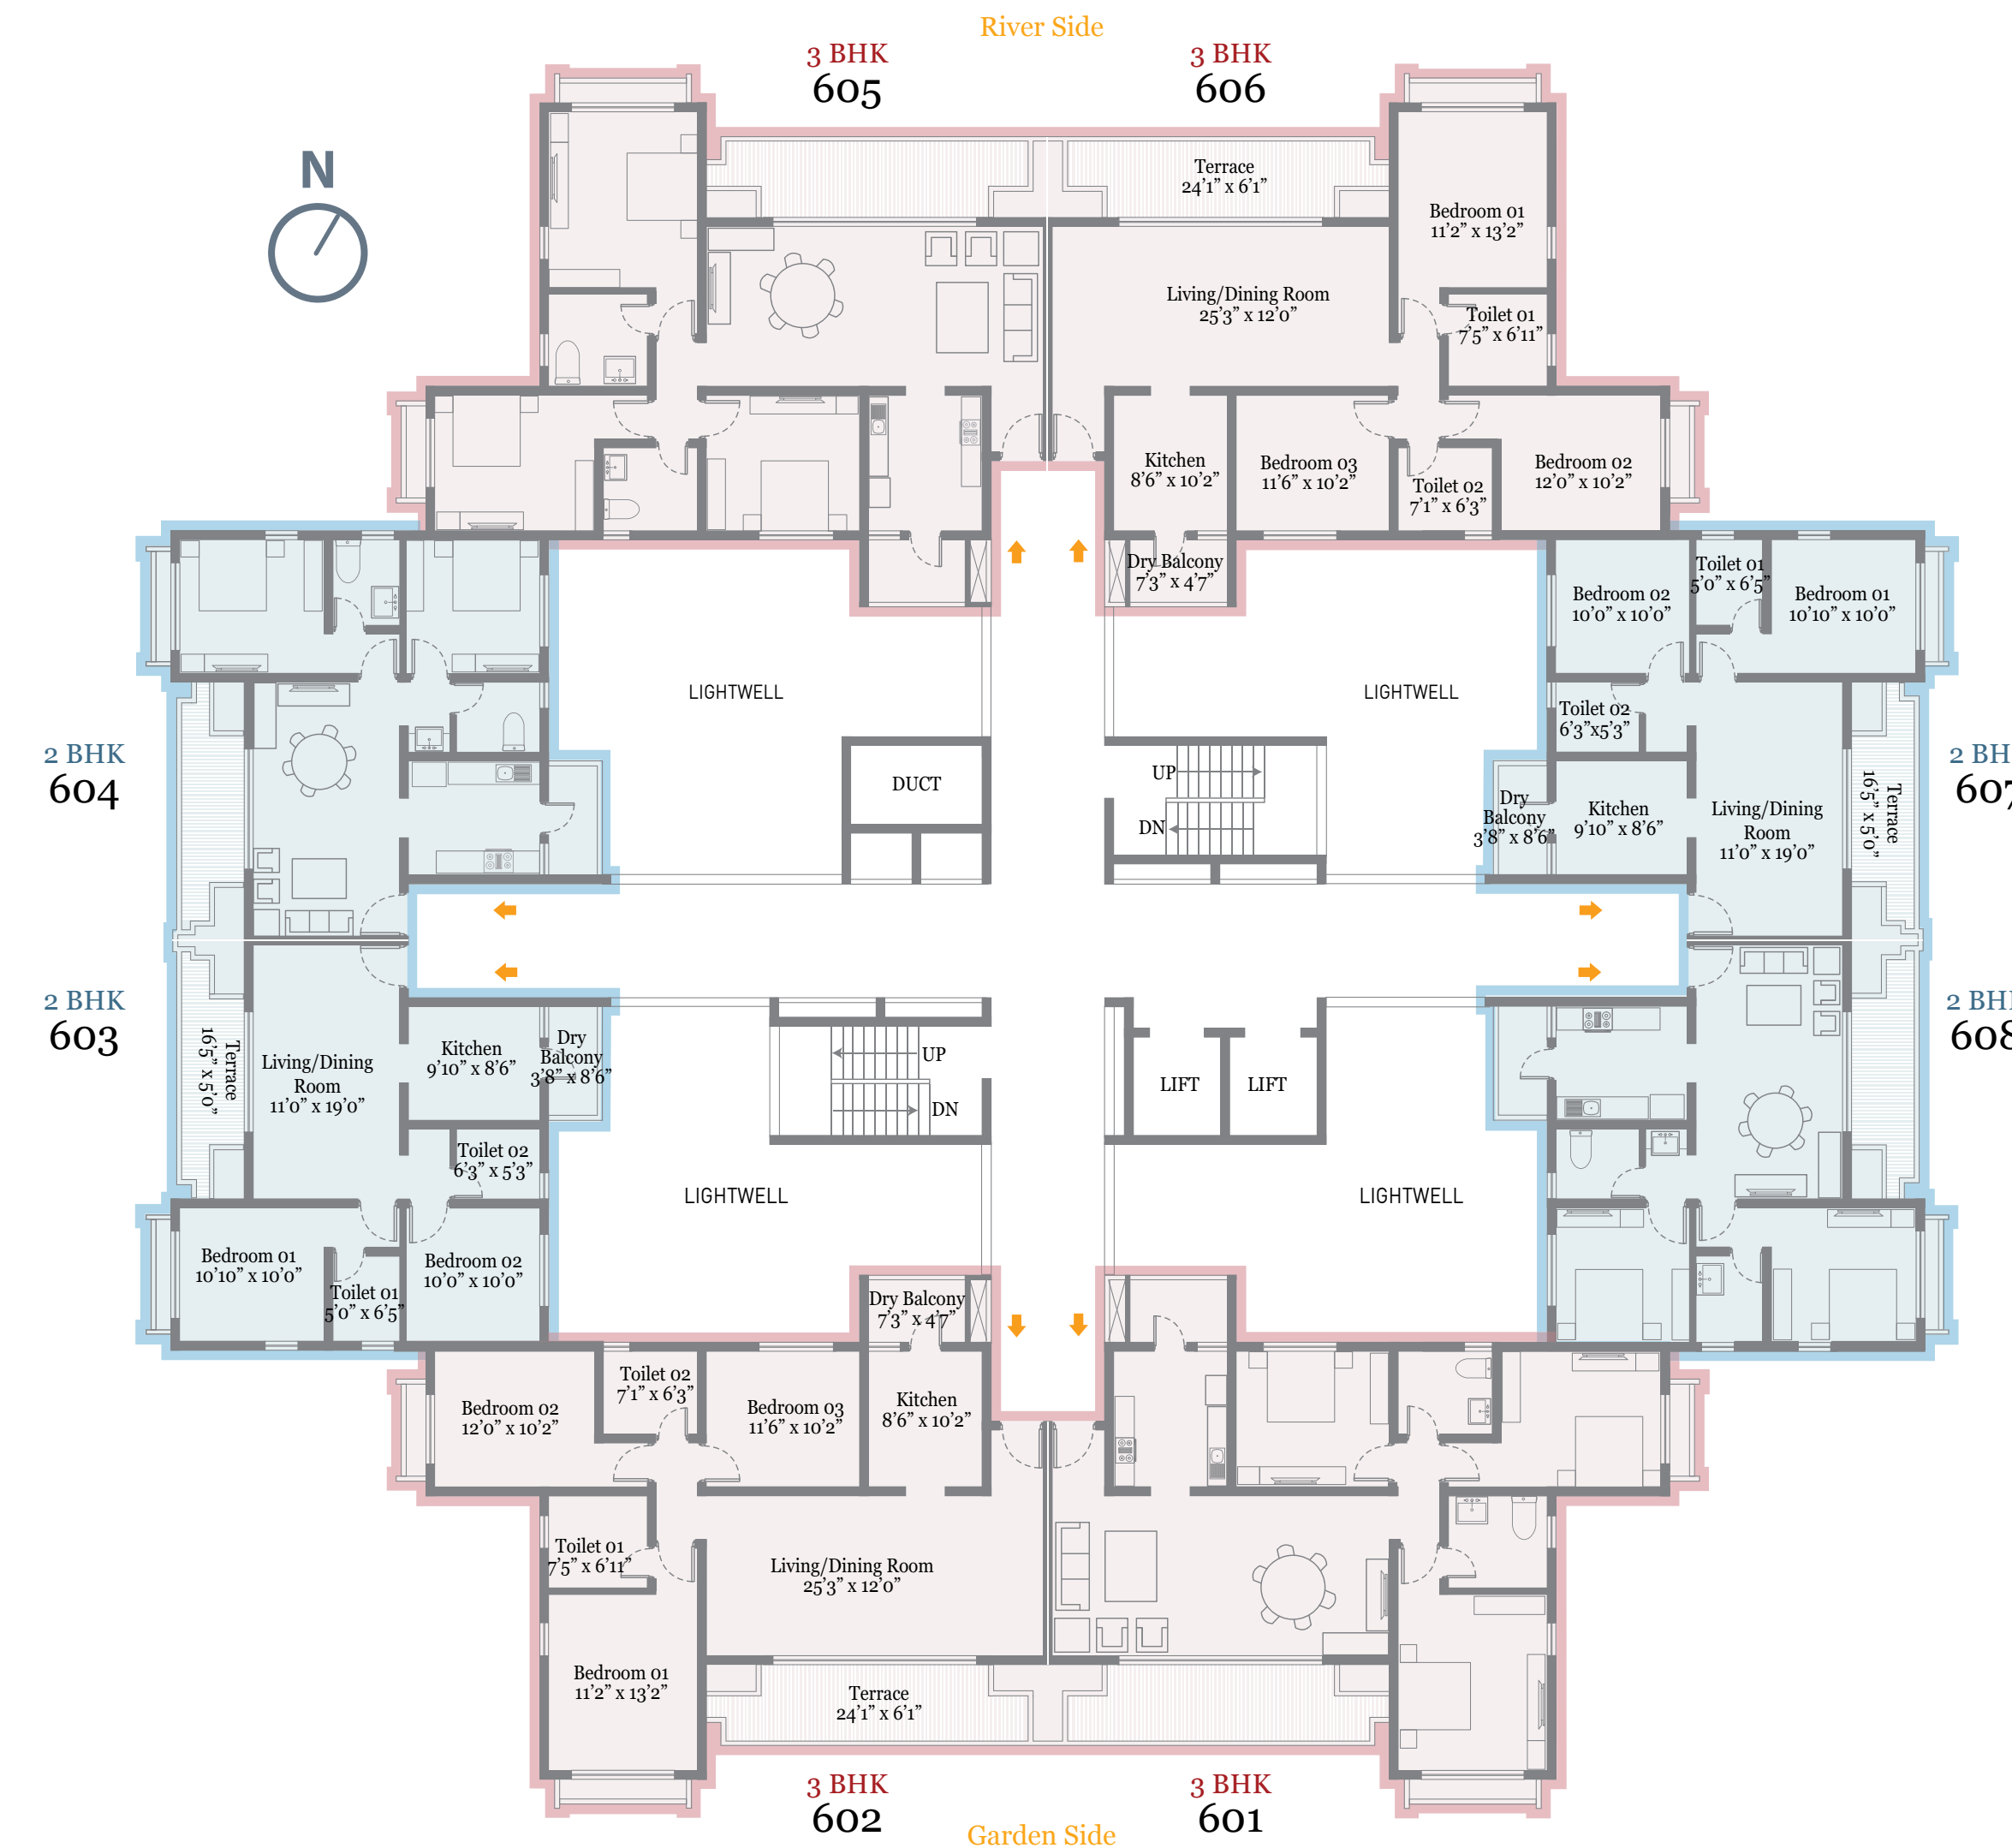 River Side
3 BHK
605
3 BHK
606
N
Terrace
24’1” x 6’1”
Bedroom 01
11’2” x 13’2”
Living/Dining Room
25’3” x 12’0”
Toilet 01
7’5” x 6’11”
Kitchen
8’6” x 10’2”
Bedroom 03
11’6” x 10’2”
Toilet 02
7’1” x 6’3”
Bedroom 02
12’0” x 10’2”
Dry Balcony
7’3” x 4’7”
Bedroom 02
10’0” x 10’0”
Toilet 01
5’0” x 6’5”
Bedroom 01
10’10” x 10’0”
LIGHTWELL
LIGHTWELL
Toilet 02
6’3”x5’3”
2 BHK
604
DUCT
UP
DN
Dry
Balcony
3’8” x 8’6”
Kitchen
9’10” x 8’6”
Living/Dining
Room
11’0” x 19’0”
Terrace
16’5” x 5’0”
2 BH
607
2 BHK
603
Terrace
16’5” x 5’0”
Living/Dining
Room
11’0” x 19’0”
Kitchen
9’10” x 8’6”
Dry
Balcony
3’8” x 8’6”
UP
DN
LIFT
LIFT
2 BHK
608
Toilet 02
6’3” x 5’3”
LIGHTWELL
LIGHTWELL
Bedroom 01
10’10” x 10’0”
Toilet 01
5’0” x 6’5”
Bedroom 02
10’0” x 10’0”
Dry Balcony
7’3” x 4’7”
Bedroom 02
12’0” x 10’2”
Toilet 02
7’1” x 6’3”
Bedroom 03
11’6” x 10’2”
Kitchen
8’6” x 10’2”
Toilet 01
7’5” x 6’11”
Living/Dining Room
25’3” x 12’0”
Bedroom 01
11’2” x 13’2”
Terrace
24’1” x 6’1”
3 BHK
602
3 BHK
601
Garden Side